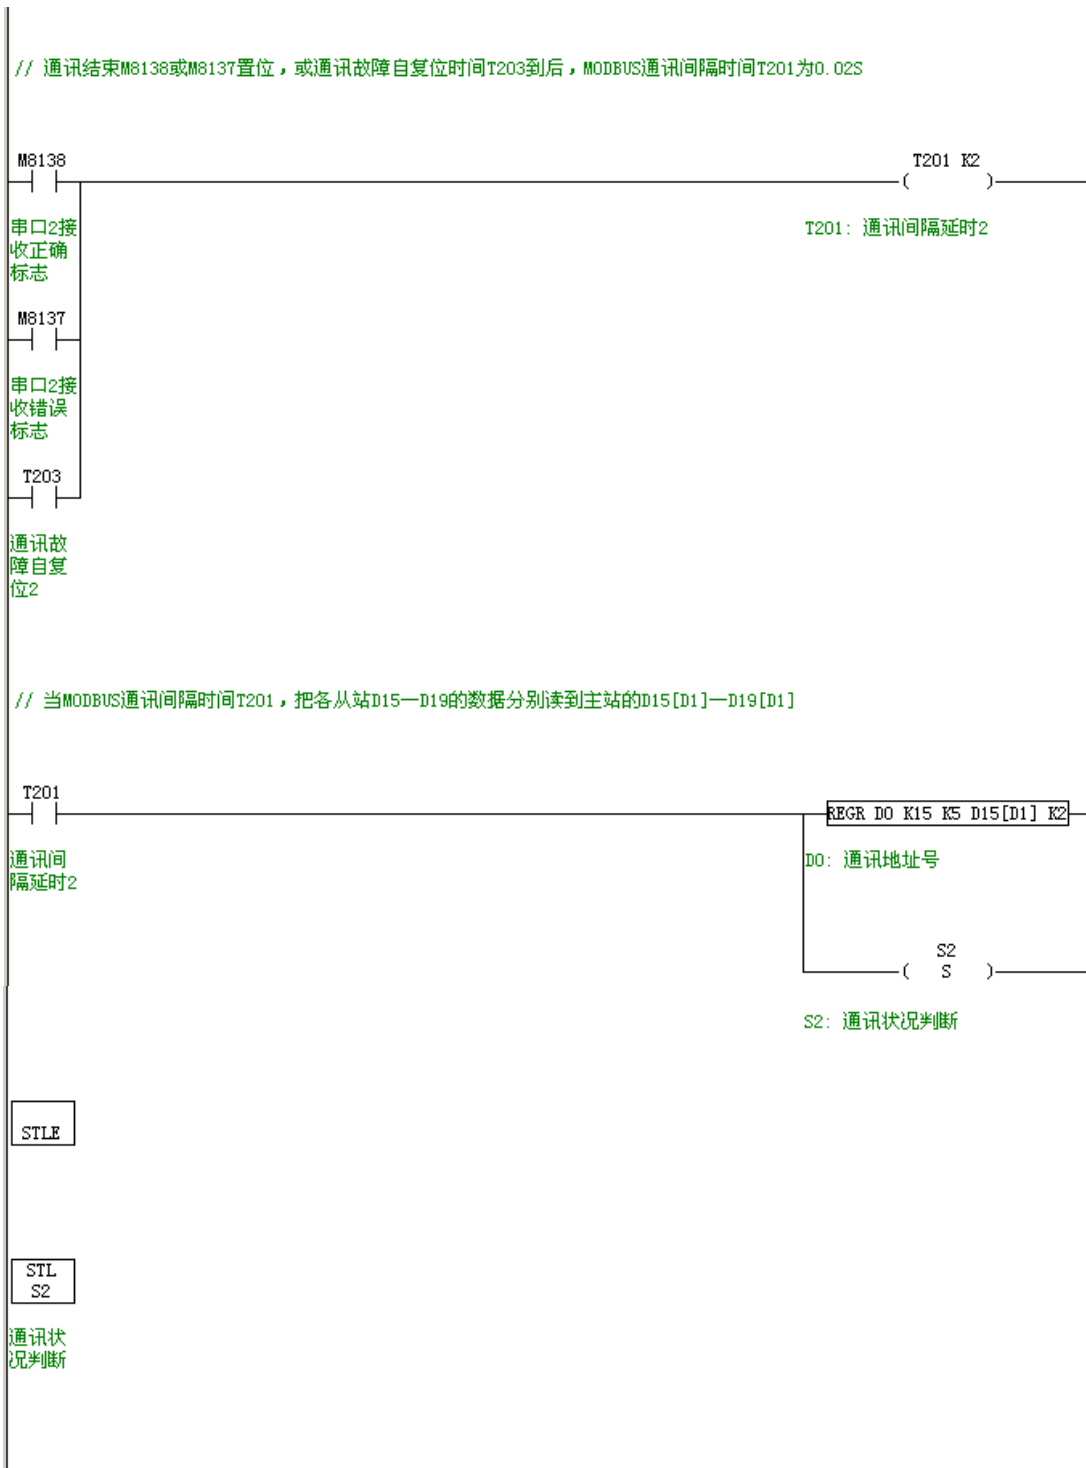 // 通讯结束M8138或M8137置位，或通讯故障自复位时间T203到后，MODBUS通讯间隔时间T201为0.02S
M8138
T201 K2
( )
串口2接
收正确
标志
T201: 通讯间隔延时2
M8137
串口2接
收错误
标志
T203
通讯故
障自复
位2
// 当MODBUS通讯间隔时间T201，把各从站D15—D19的数据分别读到主站的D15[D1]—D19[D1]
T201
REGR D0 K15 K5 D15[D1] K2
通讯间
隔延时2
D0: 通讯地址号
S2
( S )
S2: 通讯状况判断
STLE
STL
S2
通讯状
况判断